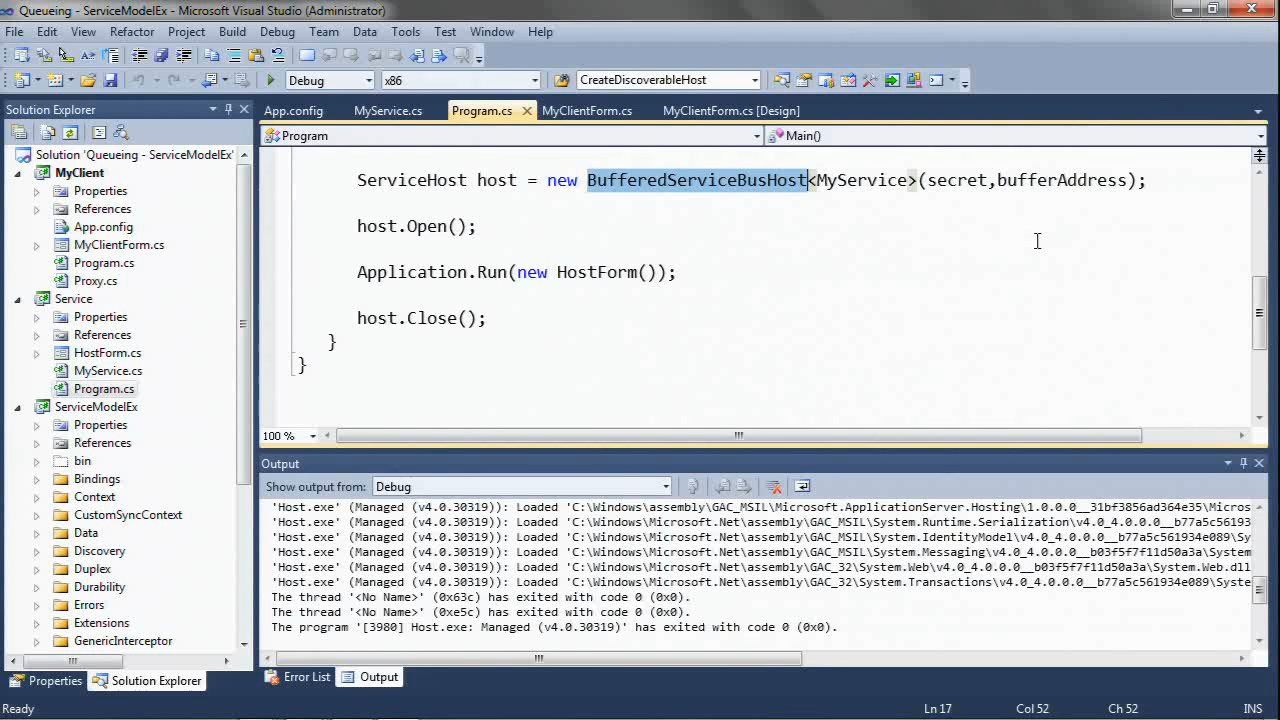 Queueing - ServiceModelEx - Microsoft Visual Studio (Administrator)
File Edit View Refactor Project Build Debug Team Data Tools Test Window Help
Debug x86 CreateDiscoverableHost
Solution Explorer
Solution 'Queueing - ServiceModelEx'
MyClient
Properties
References
App.config
MyClientForm.cs
Program.cs
Proxy.cs
Service
Properties
References
HostForm.cs
MyService.cs
Program.cs
ServiceModelEx
Properties
References
bin
Bindings
Context
CustomSyncContext
Data
Discovery
Duplex
Durability
Errors
Extensions
GenericInterceptor
Properties Solution Explorer
App.config MyService.cs Program.cs MyClientForm.cs MyClientForm.cs [Design]
Program Main()
ServiceHost host = new BufferedServiceBusHost<MyService>(secret,bufferAddress);
host.Open();
Application.Run(new HostForm());
host.Close();
}
}
100 %
Output
Show output from: Debug
'Host.exe' (Managed (v4.0.30319)): Loaded 'C:\Windows\assembly\GAC_MSIL\Microsoft.ApplicationServer.Hosting\1.0.0.0__31bf3856ad364e35\Micros
'Host.exe' (Managed (v4.0.30319)): Loaded 'C:\Windows\Microsoft.Net\assembly\GAC_MSIL\System.Runtime.Serialization\v4.0_4.0.0.0__b77a5c56193
'Host.exe' (Managed (v4.0.30319)): Loaded 'C:\Windows\Microsoft.Net\assembly\GAC_MSIL\System.IdentityModel\v4.0_4.0.0.0__b77a5c561934e089\Sy
'Host.exe' (Managed (v4.0.30319)): Loaded 'C:\Windows\Microsoft.Net\assembly\GAC_MSIL\System.Messaging\v4.0_4.0.0.0__b03f5f7f11d50a3a\System
'Host.exe' (Managed (v4.0.30319)): Loaded 'C:\Windows\Microsoft.Net\assembly\GAC_32\System.Web\v4.0_4.0.0.0__b03f5f7f11d50a3a\System.Web.dll
'Host.exe' (Managed (v4.0.30319)): Loaded 'C:\Windows\Microsoft.Net\assembly\GAC_32\System.Transactions\v4.0_4.0.0.0__b77a5c561934e089\Syste
The thread '<No Name>' (0x63c) has exited with code 0 (0x0).
The thread '<No Name>' (0xe5c) has exited with code 0 (0x0).
The program '[3980] Host.exe: Managed (v4.0.30319)' has exited with code 0 (0x0).
Error List Output
Ready Ln 17 Col 52 Ch 52 INS